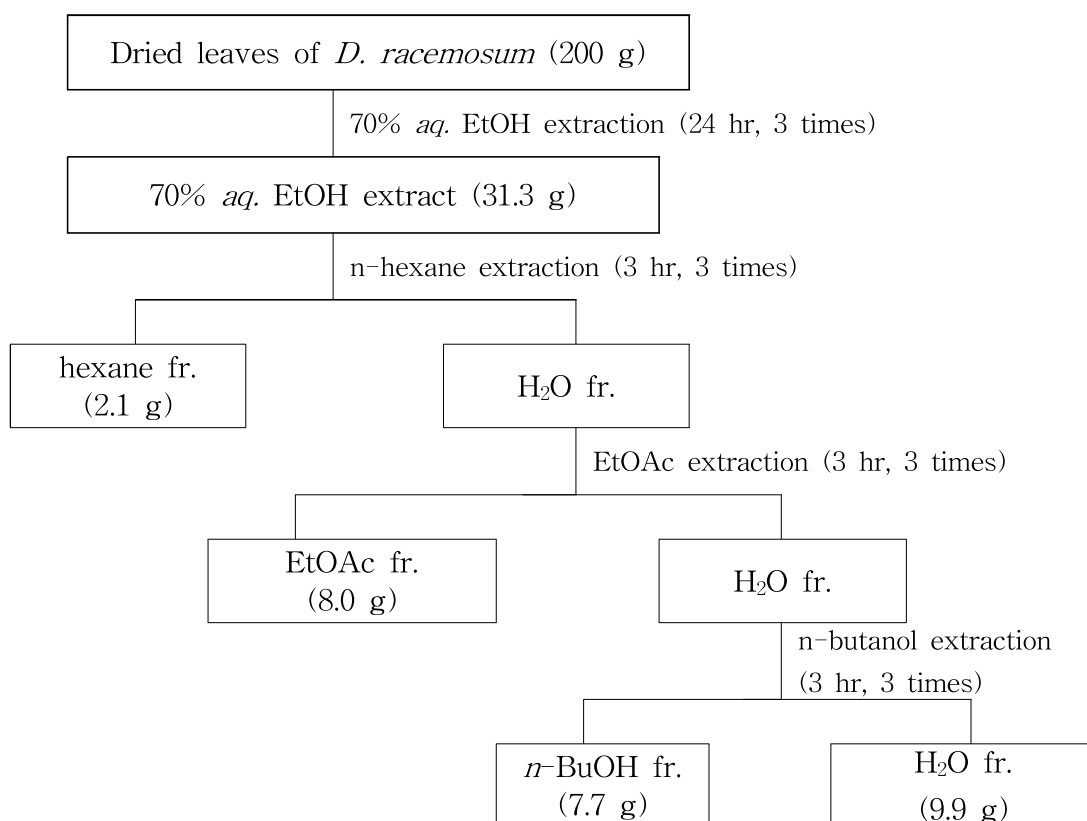 Dried leaves of D. racemosum (200 g)
70% aq. EtOH extraction (24 hr, 3 times)
70% aq. EtOH extract (31.3 g)
n-hexane extraction (3 hr, 3 times)
hexane fr.
(2.1 g)
H₂O fr.
EtOAc extraction (3 hr, 3 times)
EtOAc fr.
(8.0 g)
H₂O fr.
n-butanol extraction
(3 hr, 3 times)
n-BuOH fr.
(7.7 g)
H₂O fr.
(9.9 g)